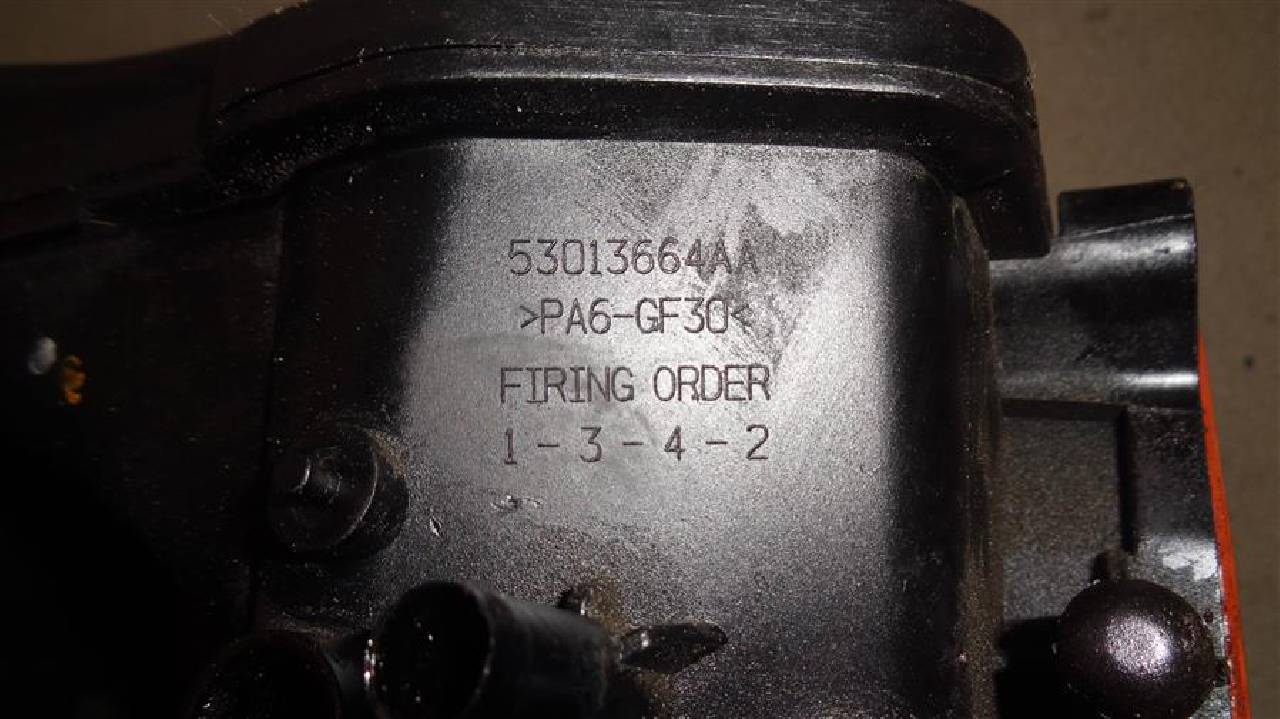 53013664AA
>PA6-GF30<
FIRING ORDER
1-3-4-2